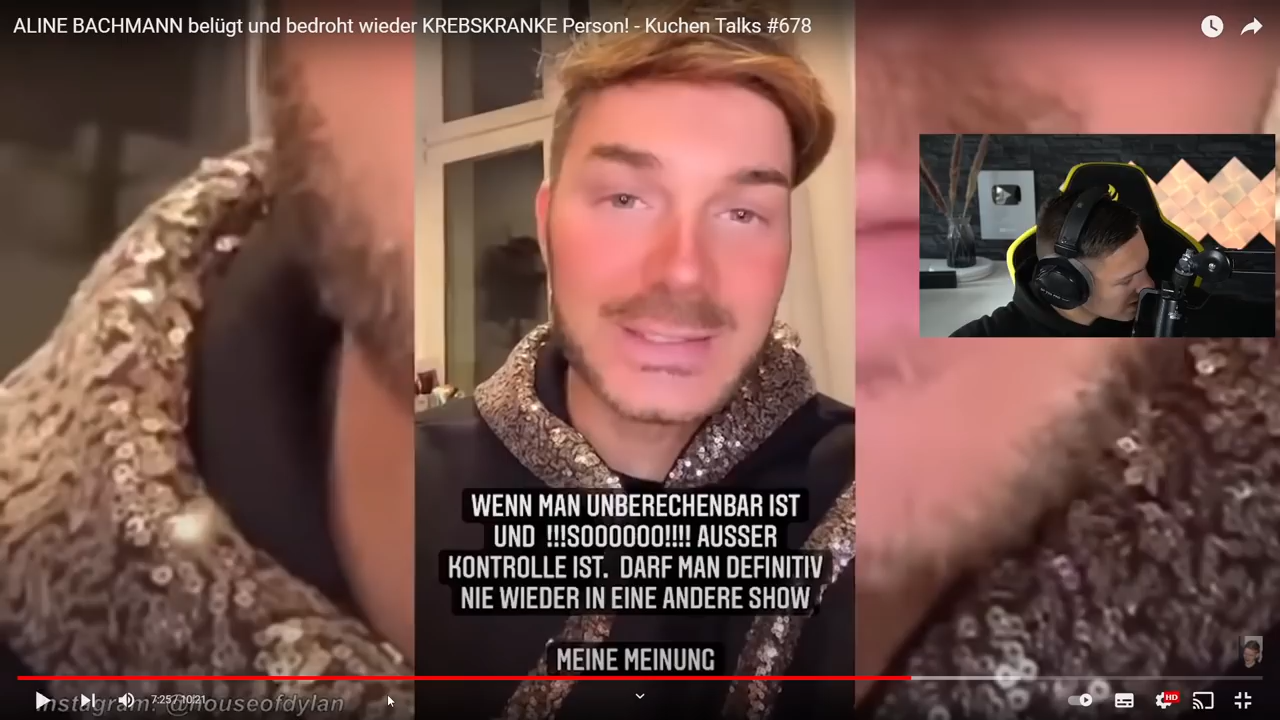 ALINE BACHMANN belügt und bedroht wieder KREBSKRANKE Person! - Kuchen Talks #678
WENN MAN UNBERECHENBAR IST
UND !!!SOOOOOO!!!! AUSSER
KONTROLLE IST. DARF MAN DEFINITIV
NIE WIEDER IN EINE ANDERE SHOW
MEINE MEINUNG
7:25 / 10:21
HD
Instagram: @houseofdylan